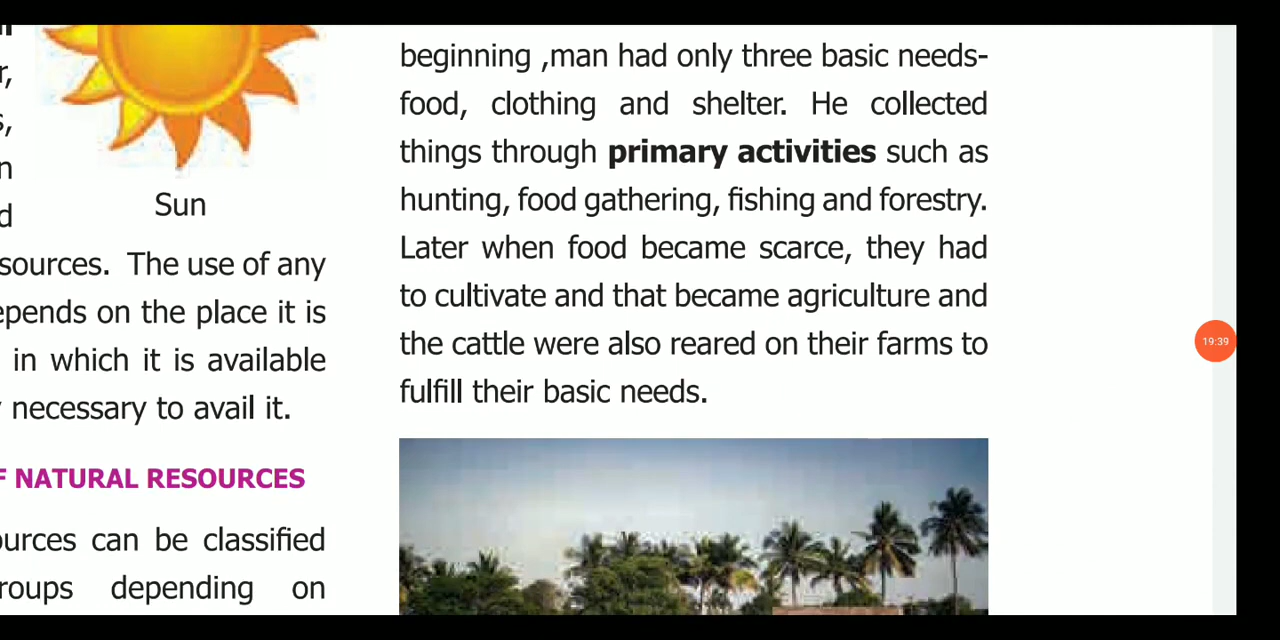 Sun
sources. The use of any
depends on the place it is
in which it is available
necessary to avail it.
NATURAL RESOURCES
ources can be classified
roups depending on
beginning ,man had only three basic needs-
food, clothing and shelter. He collected
things through primary activities such as
hunting, food gathering, fishing and forestry.
Later when food became scarce, they had
to cultivate and that became agriculture and
the cattle were also reared on their farms to
fulfill their basic needs.
19:39